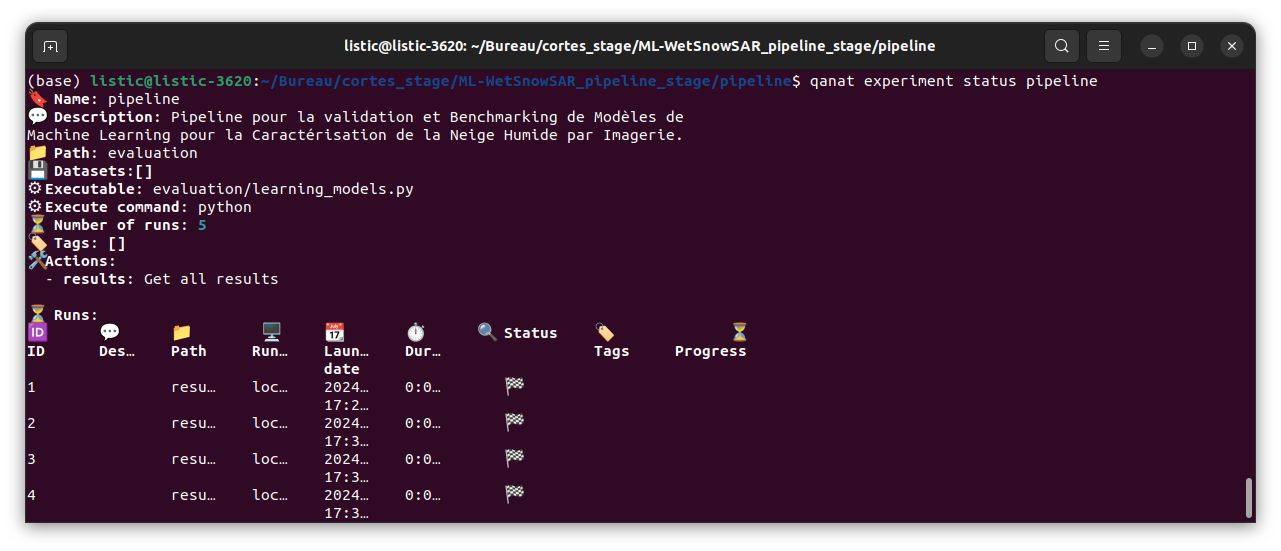 listic@listic-3620: ~/Bureau/cortes_stage/ML-WetSnowSAR_pipeline_stage/pipeline
(base) listic@listic-3620:~/Bureau/cortes_stage/ML-WetSnowSAR_pipeline_stage/pipeline$ qanat experiment status pipeline
🔖 Name: pipeline
💬 Description: Pipeline pour la validation et Benchmarking de Modèles de
Machine Learning pour la Caractérisation de la Neige Humide par Imagerie.
📁 Path: evaluation
💾 Datasets:[]
⚙Executable: evaluation/learning_models.py
⚙Execute command: python
⏳ Number of runs: 5
🏷️ Tags: []
🛠Actions:
- results: Get all results
⏳ Runs:
🆔 💬 📁 🖥️ 📆 ⏱️ 🔍 Status 🏷️ ⏳
ID Des… Path Run… Laun… Dur… Tags Progress
date
1 resu… loc… 2024… 0:0… 🏁
17:2…
2 resu… loc… 2024… 0:0… 🏁
17:3…
3 resu… loc… 2024… 0:0… 🏁
17:3…
4 resu… loc… 2024… 0:0… 🏁
17:3…